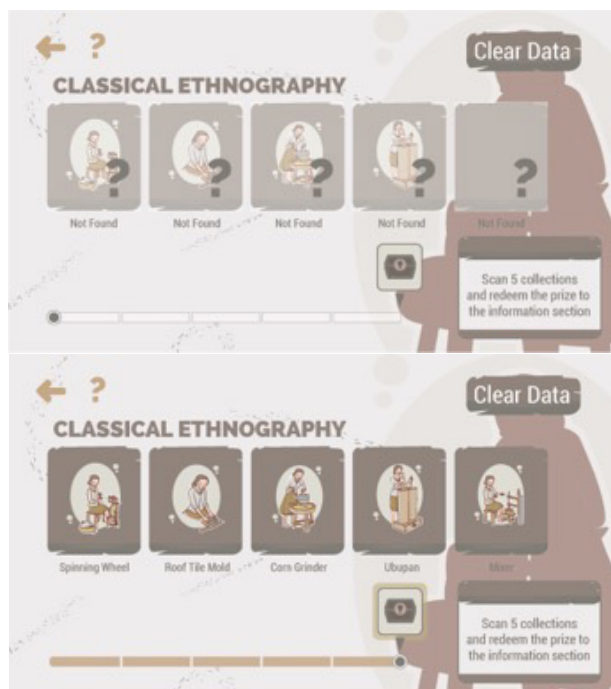 ?
Clear Data
CLASSICAL ETHNOGRAPHY
? ? ? ? ?
Not Found Not Found Not Found Not Found Not Found
Scan 5 collections
and redeem the prize to
the information section
?
Clear Data
CLASSICAL ETHNOGRAPHY
Spinning Wheel Roof Tile Mold Corn Grinder Ubupan Mixer
Scan 5 collections
and redeem the prize to
the information section